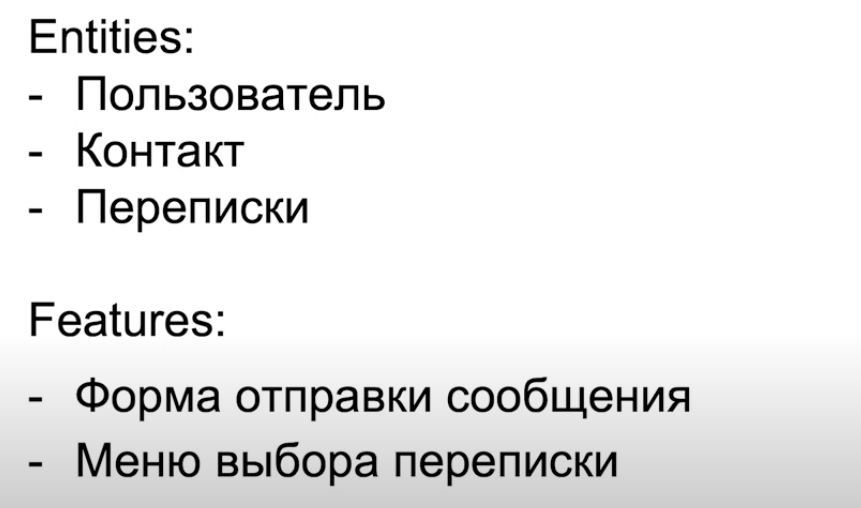 Entities:
- Пользователь
- Контакт
- Переписки
Features:
- Форма отправки сообщения
- Меню выбора переписки